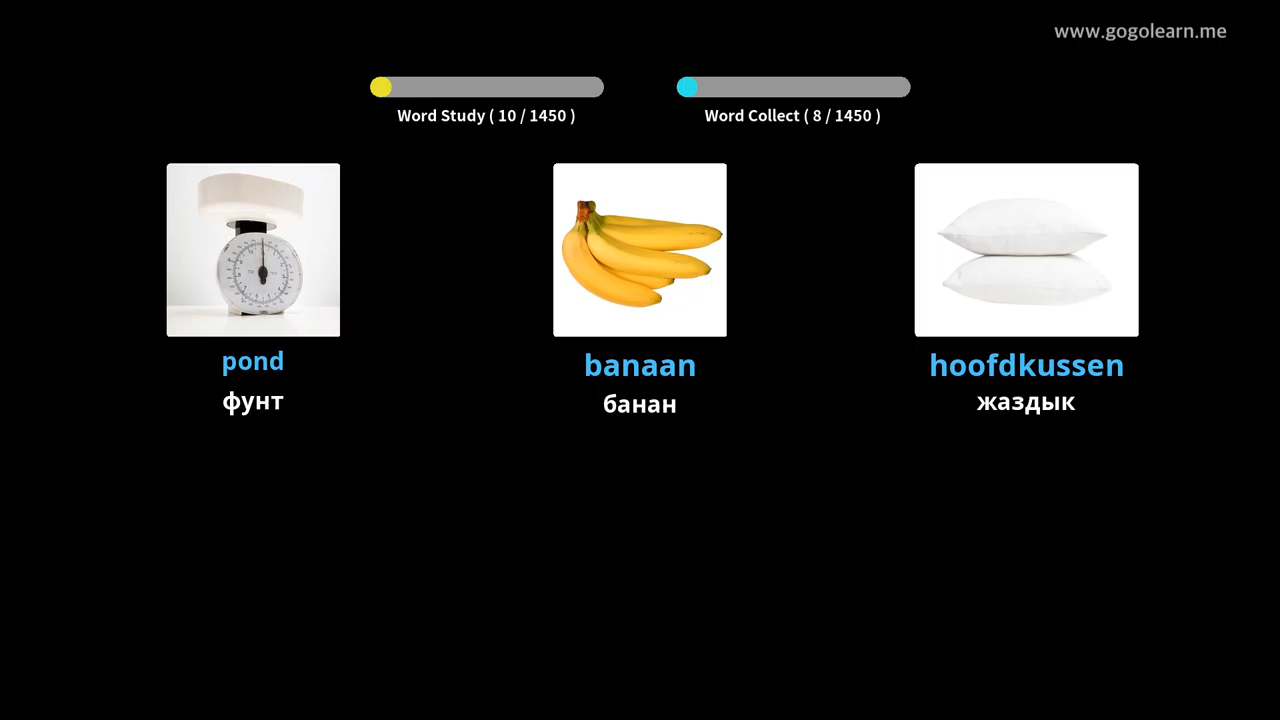 www.gogolearn.me
Word Study ( 10 / 1450 )
Word Collect ( 8 / 1450 )
pond
фунт
banaan
банан
hoofdkussen
жаздык